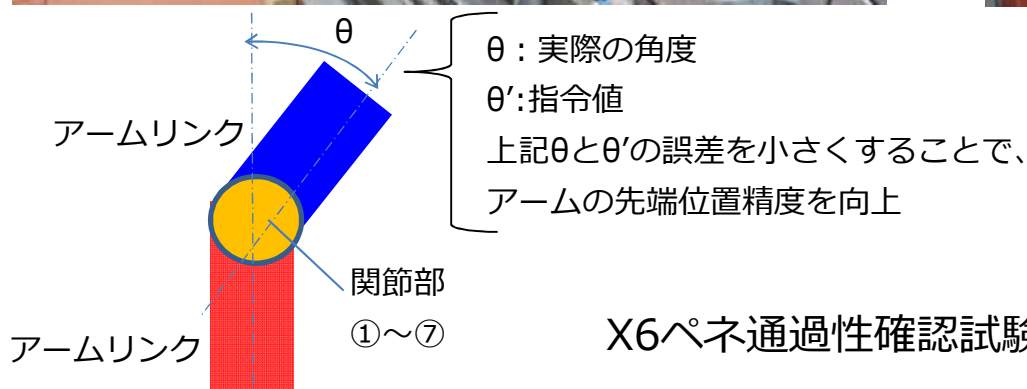 θ
θ：実際の角度
θ’:指令値
上記θとθ’の誤差を小さくすることで、
アームの先端位置精度を向上
アームリンク
関節部
①～⑦
アームリンク
X6ペネ通過性確認試験